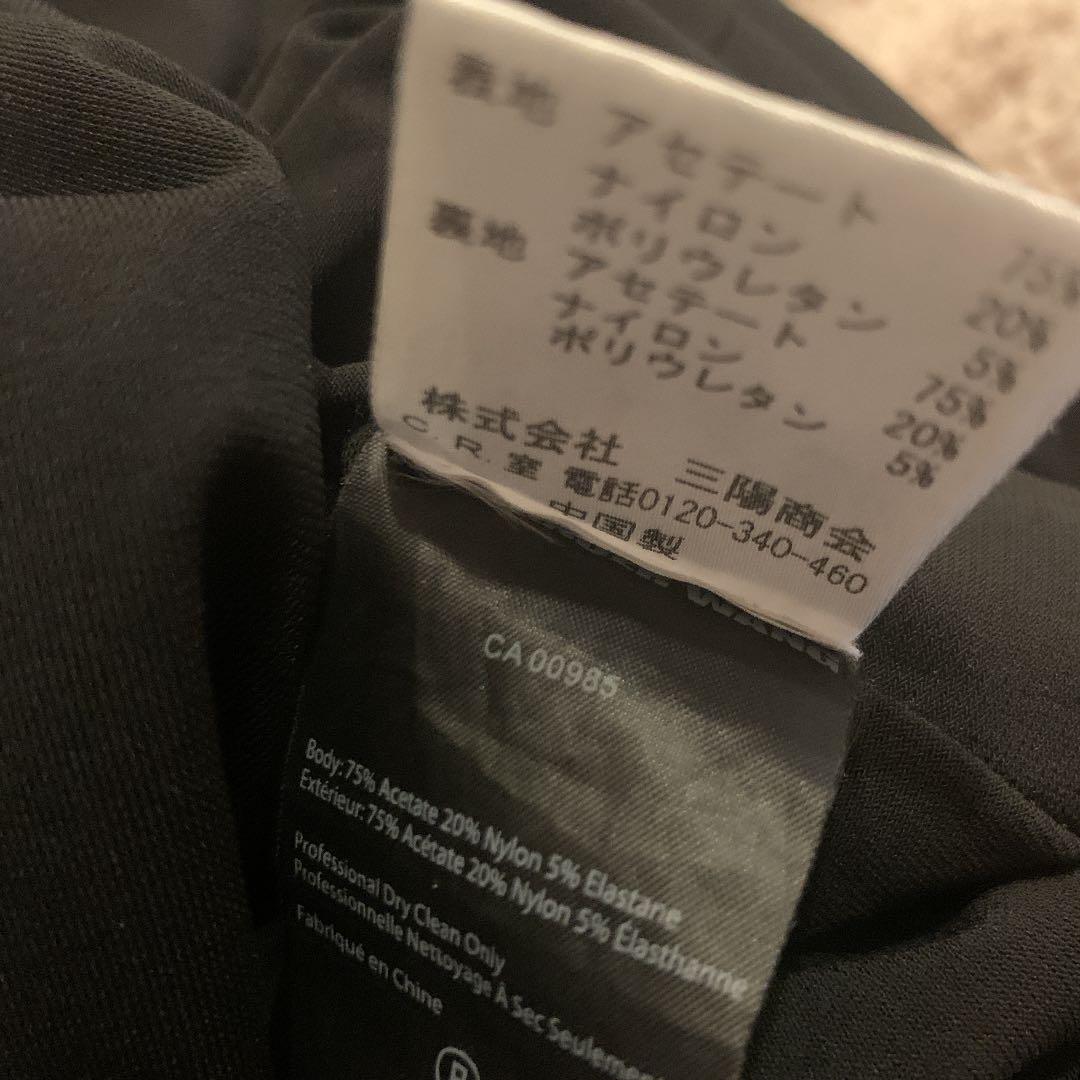 表地 アセテート 75%
ナイロン 20%
ポリウレタン 5%
裏地 アセテート 75%
ナイロン 20%
ポリウレタン 5%
株式会社 三陽商会
C.R.室 電話0120-340-460
中国製
WANG
CA 00985
Body: 75% Acetate 20% Nylon 5% Elastane
Extérieur: 75% Acétate 20% Nylon 5% Élasthanne
Professional Dry Clean Only
Professionnelle Nettoyage À Sec Seulement
Fabriqué en Chine
P